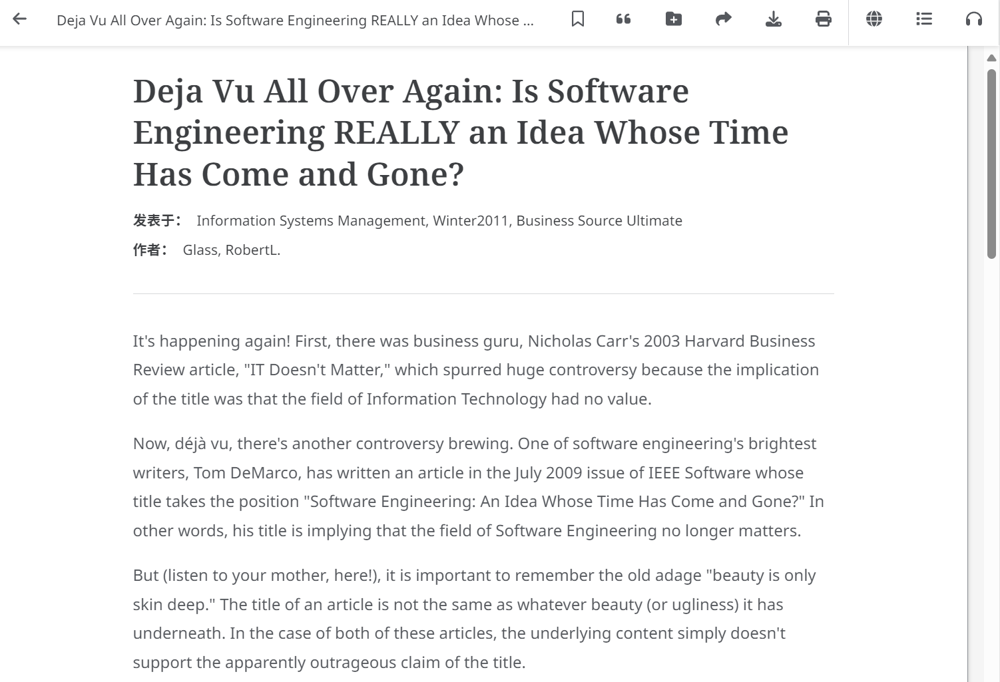 Deja Vu All Over Again: Is Software Engineering REALLY an Idea Whose ...
Deja Vu All Over Again: Is Software
Engineering REALLY an Idea Whose Time
Has Come and Gone?
发表于： Information Systems Management, Winter2011, Business Source Ultimate
作者： Glass, RobertL.
It's happening again! First, there was business guru, Nicholas Carr's 2003 Harvard Business
Review article, "IT Doesn't Matter," which spurred huge controversy because the implication
of the title was that the field of Information Technology had no value.
Now, déjà vu, there's another controversy brewing. One of software engineering's brightest
writers, Tom DeMarco, has written an article in the July 2009 issue of IEEE Software whose
title takes the position "Software Engineering: An Idea Whose Time Has Come and Gone?" In
other words, his title is implying that the field of Software Engineering no longer matters.
But (listen to your mother, here!), it is important to remember the old adage "beauty is only
skin deep." The title of an article is not the same as whatever beauty (or ugliness) it has
underneath. In the case of both of these articles, the underlying content simply doesn't
support the apparently outrageous claim of the title.